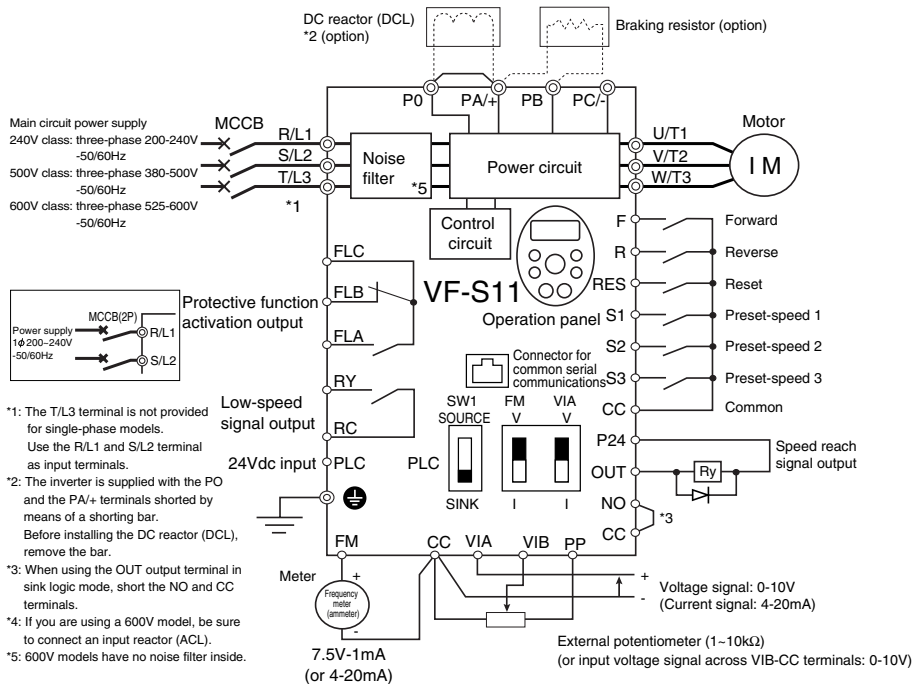 DC reactor (DCL)
*2 (option)
Braking resistor (option)
P0
PA/+
PB
PC/-
Main circuit power supply
240V class: three-phase 200-240V
-50/60Hz
500V class: three-phase 380-500V
-50/60Hz
600V class: three-phase 525-600V
-50/60Hz
MCCB
R/L1
S/L2
T/L3
*1
Noise
filter
*5
Power circuit
Control
circuit
U/T1
V/T2
W/T3
Motor
I M
FLC
FLB
FLA
Protective function
activation output
VF-S11
Operation panel
F
Forward
R
Reverse
RES
Reset
S1
Preset-speed 1
S2
Preset-speed 2
S3
Preset-speed 3
CC
Common
MCCB(2P)
Power supply
1ϕ200~240V
-50/60Hz
R/L1
S/L2
Connector for
common serial
communications
RY
RC
Low-speed
signal output
SW1
SOURCE
PLC
SINK
FM
V
I
VIA
V
I
P24
OUT
NO
CC
Ry
Speed reach
signal output
*3
24Vdc input
PLC
*1: The T/L3 terminal is not provided
for single-phase models.
Use the R/L1 and S/L2 terminal
as input terminals.
*2: The inverter is supplied with the PO
and the PA/+ terminals shorted by
means of a shorting bar.
Before installing the DC reactor (DCL),
remove the bar.
*3: When using the OUT output terminal in
sink logic mode, short the NO and CC
terminals.
*4: If you are using a 600V model, be sure
to connect an input reactor (ACL).
*5: 600V models have no noise filter inside.
FM
CC
VIA
VIB
PP
Meter
+
Frequency
meter
(ammeter)
-
7.5V-1mA
(or 4-20mA)
+
-
Voltage signal: 0-10V
(Current signal: 4-20mA)
External potentiometer (1~10kΩ)
(or input voltage signal across VIB-CC terminals: 0-10V)